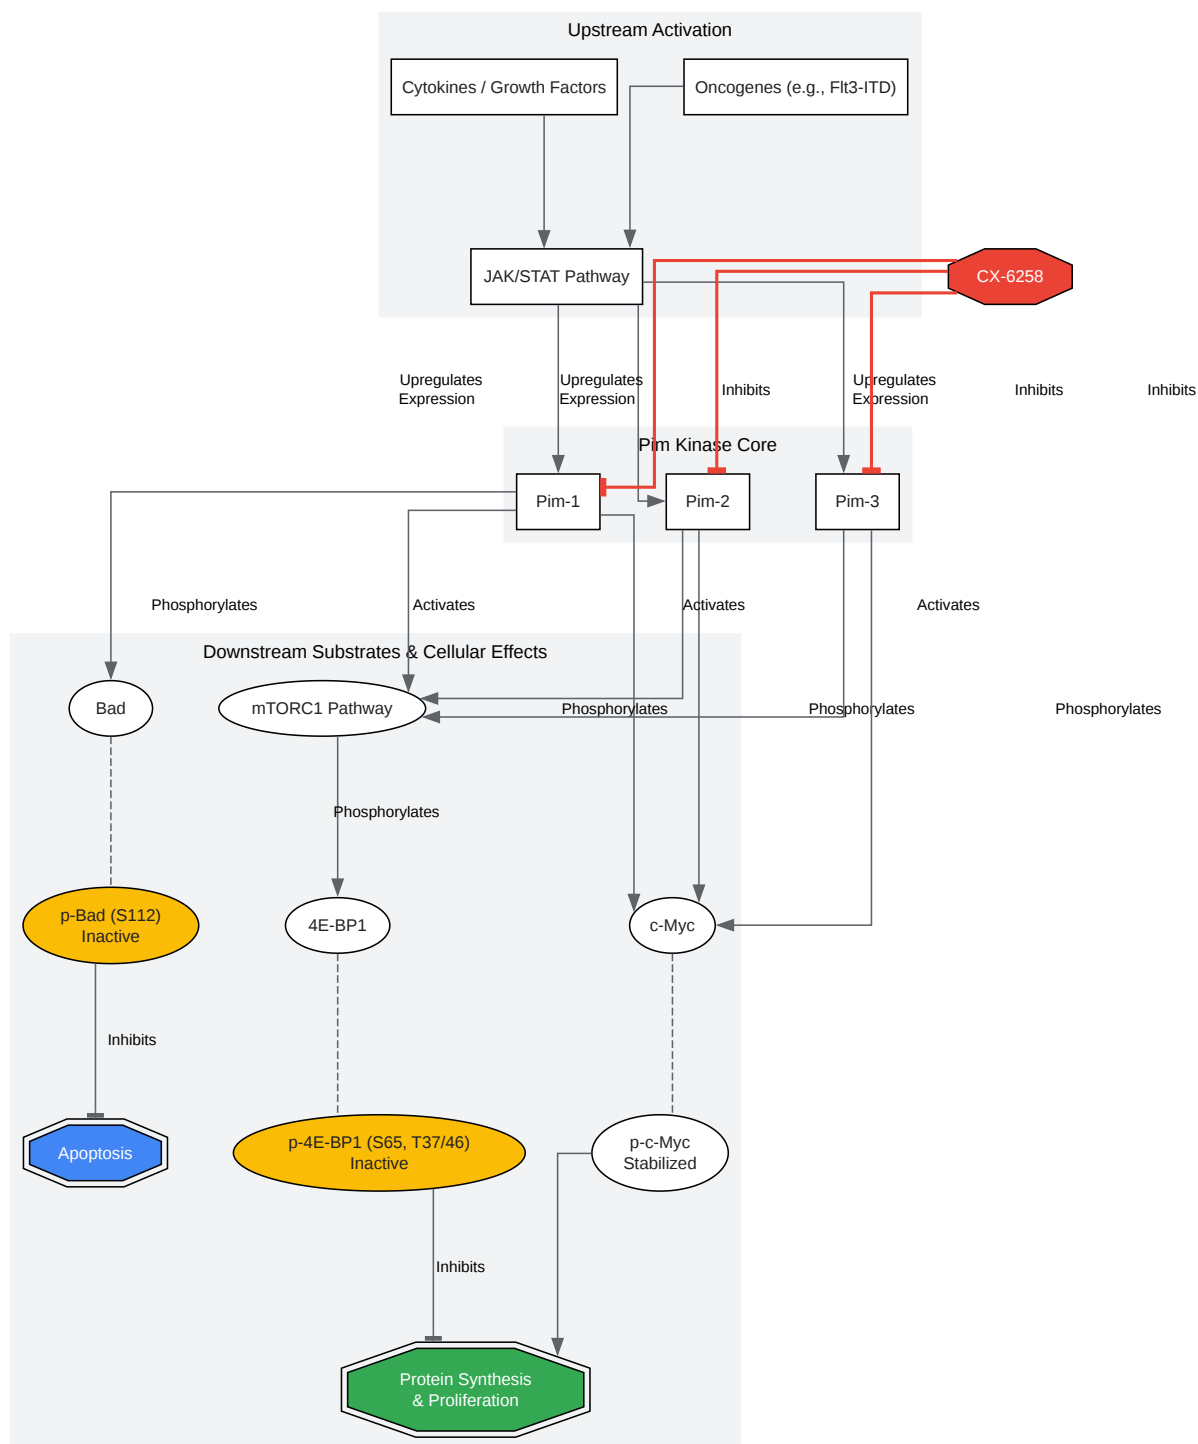 Upstream Activation
Cytokines / Growth Factors
Oncogenes (e.g., Flt3-ITD)
JAK/STAT Pathway
CX-6258
Upregulates
Expression
Upregulates
Expression
Inhibits
Upregulates
Expression
Inhibits
Inhibits
Pim Kinase Core
Pim-1
Pim-2
Pim-3
Phosphorylates
Activates
Activates
Activates
Downstream Substrates & Cellular Effects
Bad
mTORC1 Pathway
Phosphorylates
Phosphorylates
Phosphorylates
Phosphorylates
p-Bad (S112)
Inactive
4E-BP1
c-Myc
Inhibits
Apoptosis
p-4E-BP1 (S65, T37/46)
Inactive
p-c-Myc
Stabilized
Inhibits
Protein Synthesis
& Proliferation